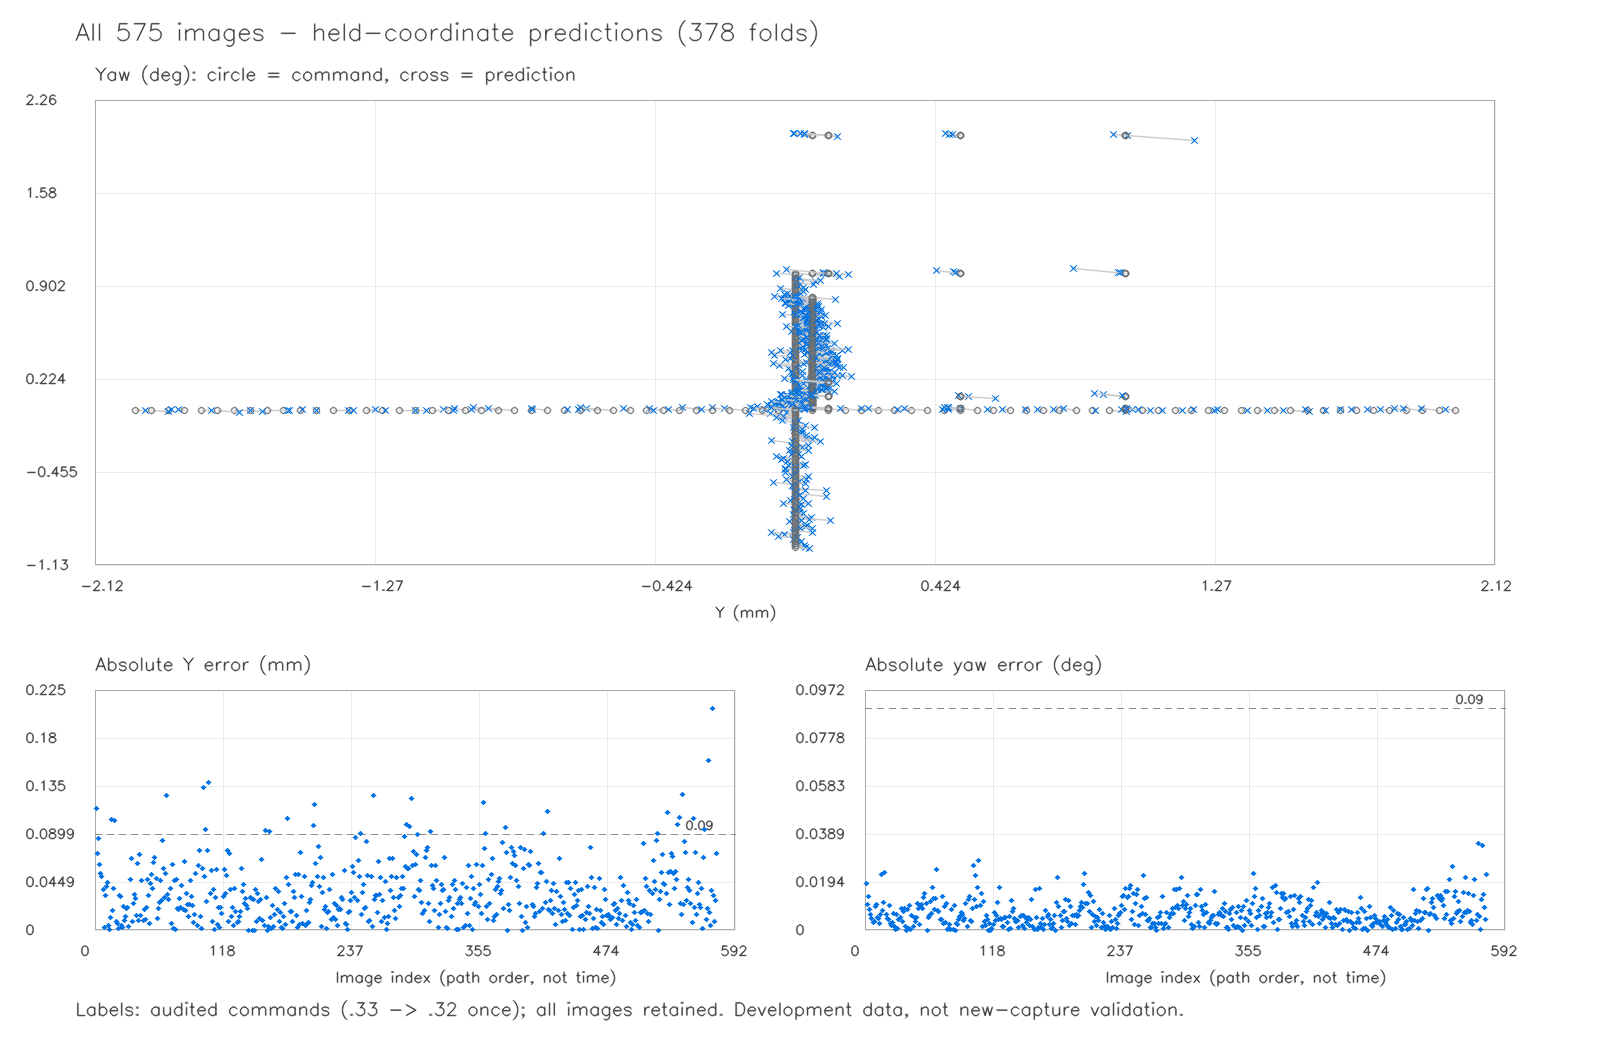 All 575 images - held-coordinate predictions (378 folds)
Yaw (deg): circle = command, cross = prediction
2.26
1.58
0.902
0.224
-0.455
-1.13
-2.12 -1.27 -0.424 0.424 1.27 2.12
Y (mm)
Absolute Y error (mm)
0.225
0.18
0.135
0.0899
0.0449
0
0.09
0 118 237 355 474 592
Image index (path order, not time)
Absolute yaw error (deg)
0.0972
0.0778
0.0583
0.0389
0.0194
0
0.09
0 118 237 355 474 592
Image index (path order, not time)
Labels: audited commands (.33 -> .32 once); all images retained. Development data, not new-capture validation.